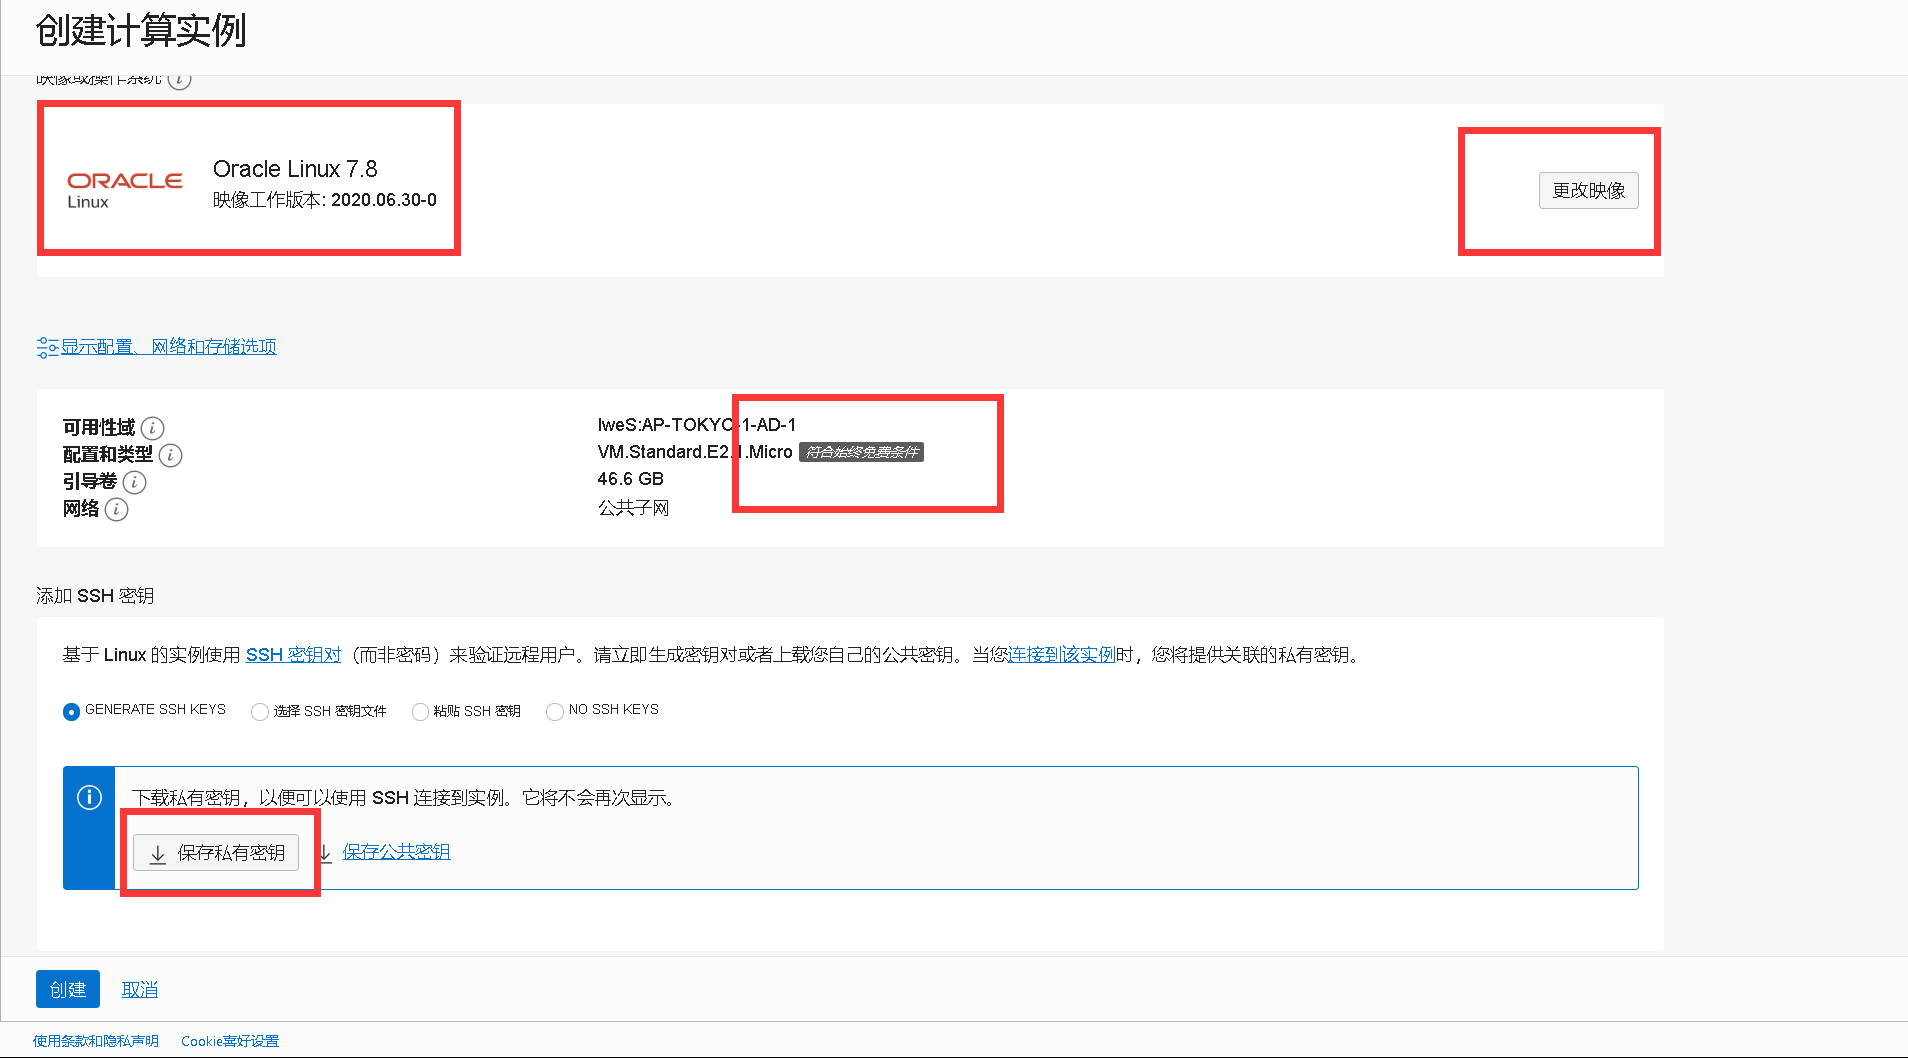 创建计算实例
映像或操作系统
ORACLE
Linux
Oracle Linux 7.8
映像工作版本: 2020.06.30-0
更改映像
显示配置、网络和存储选项
可用性域
IweS:AP-TOKYO-1-AD-1
配置和类型
VM.Standard.E2.1.Micro 符合始终免费条件
引导卷
46.6 GB
网络
公共子网
添加 SSH 密钥
基于 Linux 的实例使用 SSH 密钥对（而非密码）来验证远程用户。请立即生成密钥对或者上载您自己的公共密钥。当您连接到该实例时，您将提供关联的私有密钥。
GENERATE SSH KEYS 选择 SSH 密钥文件 粘贴 SSH 密钥 NO SSH KEYS
下载私有密钥，以便可以使用 SSH 连接到实例。它将不会再次显示。
保存私有密钥 保存公共密钥
创建 取消
使用条款和隐私声明 Cookie喜好设置